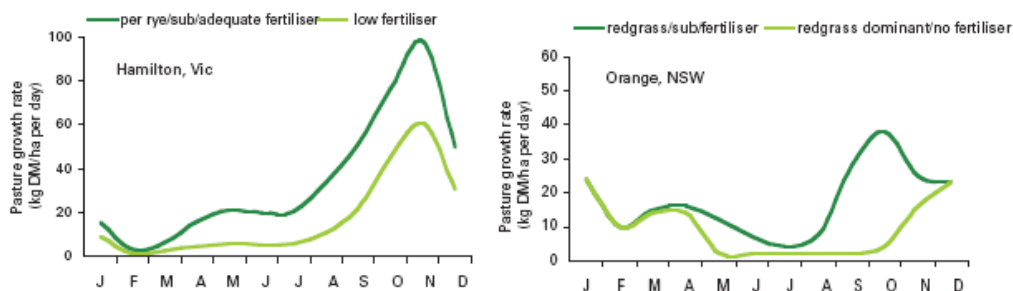 per rye/sub/adequate fertiliser low fertiliser
Hamilton, Vic
Pasture growth rate
(kg DM/ha per day)
100
80
60
40
20
0
J F M A M J J A S O N D
redgrass/sub/fertiliser redgrass dominant/no fertiliser
Orange, NSW
Pasture growth rate
(kg DM/ha per day)
60
50
40
30
20
10
0
J F M A M J J A S O N D